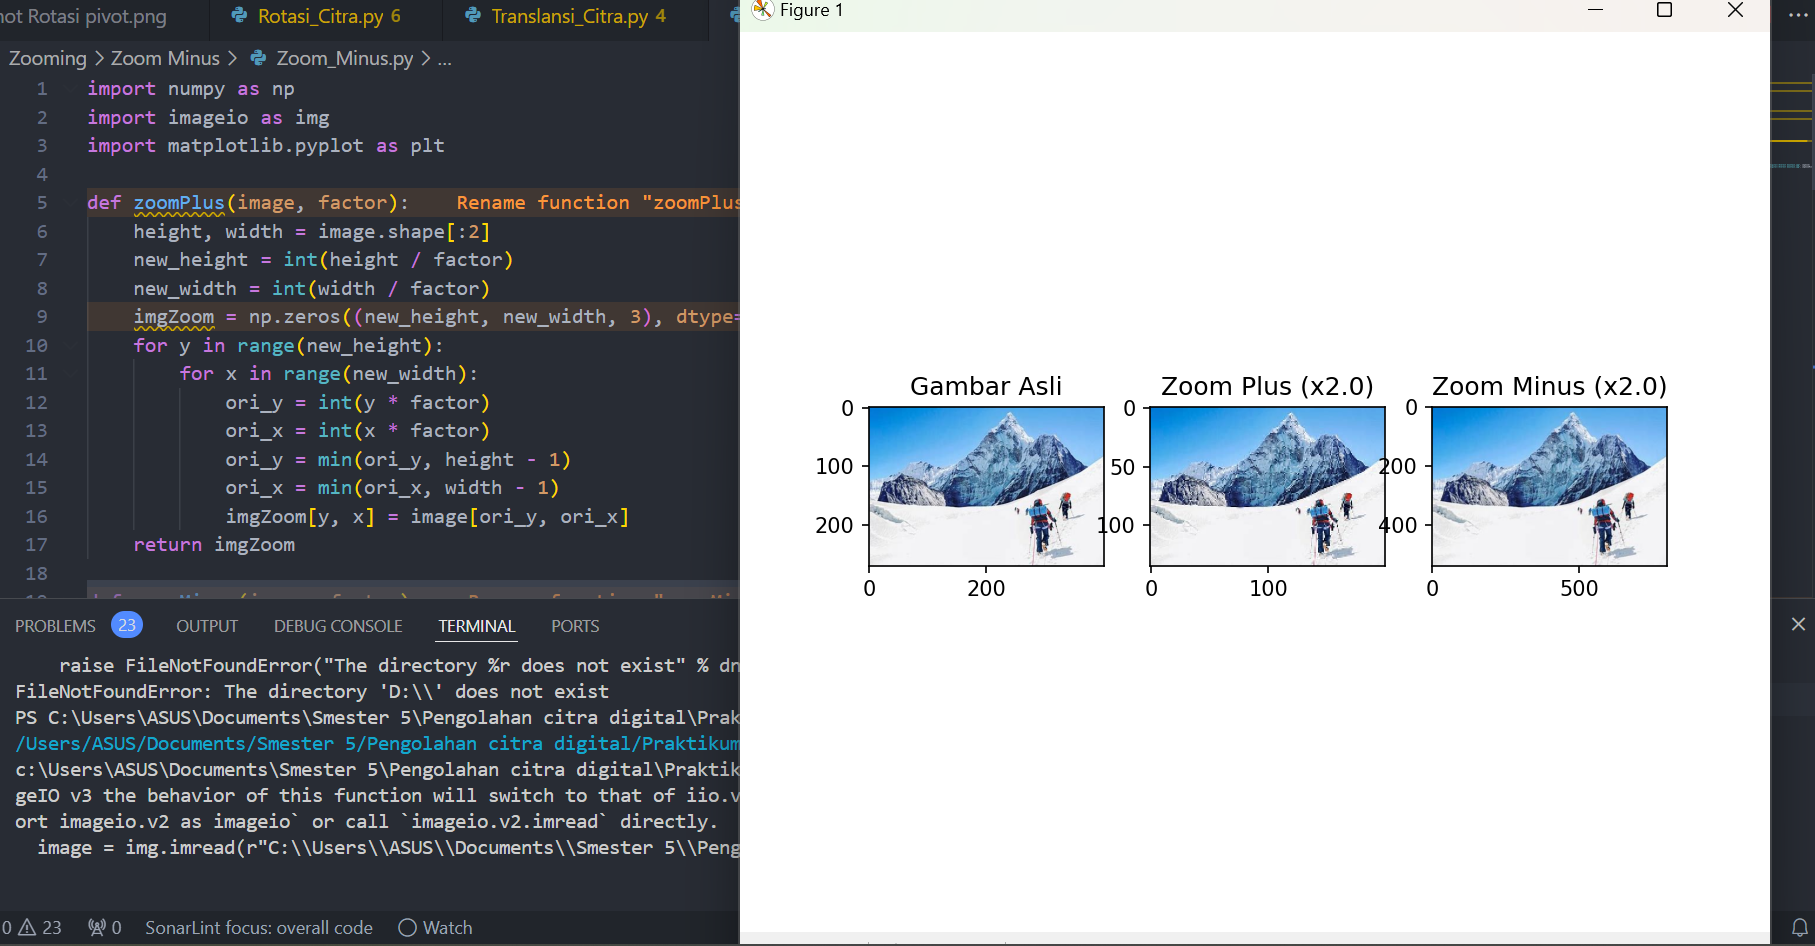 not Rotasi pivot.png
Rotasi_Citra.py 6
Translansi_Citra.py 4
Zooming > Zoom Minus > Zoom_Minus.py > ...
1 import numpy as np
2 import imageio as img
3 import matplotlib.pyplot as plt
4
5 def zoomPlus(image, factor): Rename function "zoomPlus
6 height, width = image.shape[:2]
7 new_height = int(height / factor)
8 new_width = int(width / factor)
9 imgZoom = np.zeros((new_height, new_width, 3), dtype=
10 for y in range(new_height):
11 for x in range(new_width):
12 ori_y = int(y * factor)
13 ori_x = int(x * factor)
14 ori_y = min(ori_y, height - 1)
15 ori_x = min(ori_x, width - 1)
16 imgZoom[y, x] = image[ori_y, ori_x]
17 return imgZoom
18
PROBLEMS 23 OUTPUT DEBUG CONSOLE TERMINAL PORTS
raise FileNotFoundError("The directory %r does not exist" % dn
FileNotFoundError: The directory 'D:\\' does not exist
PS C:\Users\ASUS\Documents\Smester 5\Pengolahan citra digital\Prak
/Users/ASUS/Documents/Smester 5/Pengolahan citra digital/Praktikum
c:\Users\ASUS\Documents\Smester 5\Pengolahan citra digital\Praktik
geIO v3 the behavior of this function will switch to that of iio.v
ort imageio.v2 as imageio` or call `imageio.v2.imread` directly.
image = img.imread(r"C:\\Users\\ASUS\\Documents\\Smester 5\\Peng
0 23 0 SonarLint focus: overall code Watch
Figure 1
Gambar Asli
0
100
200
0 200
Zoom Plus (x2.0)
0
50
100
0 100
Zoom Minus (x2.0)
0
200
400
0 500